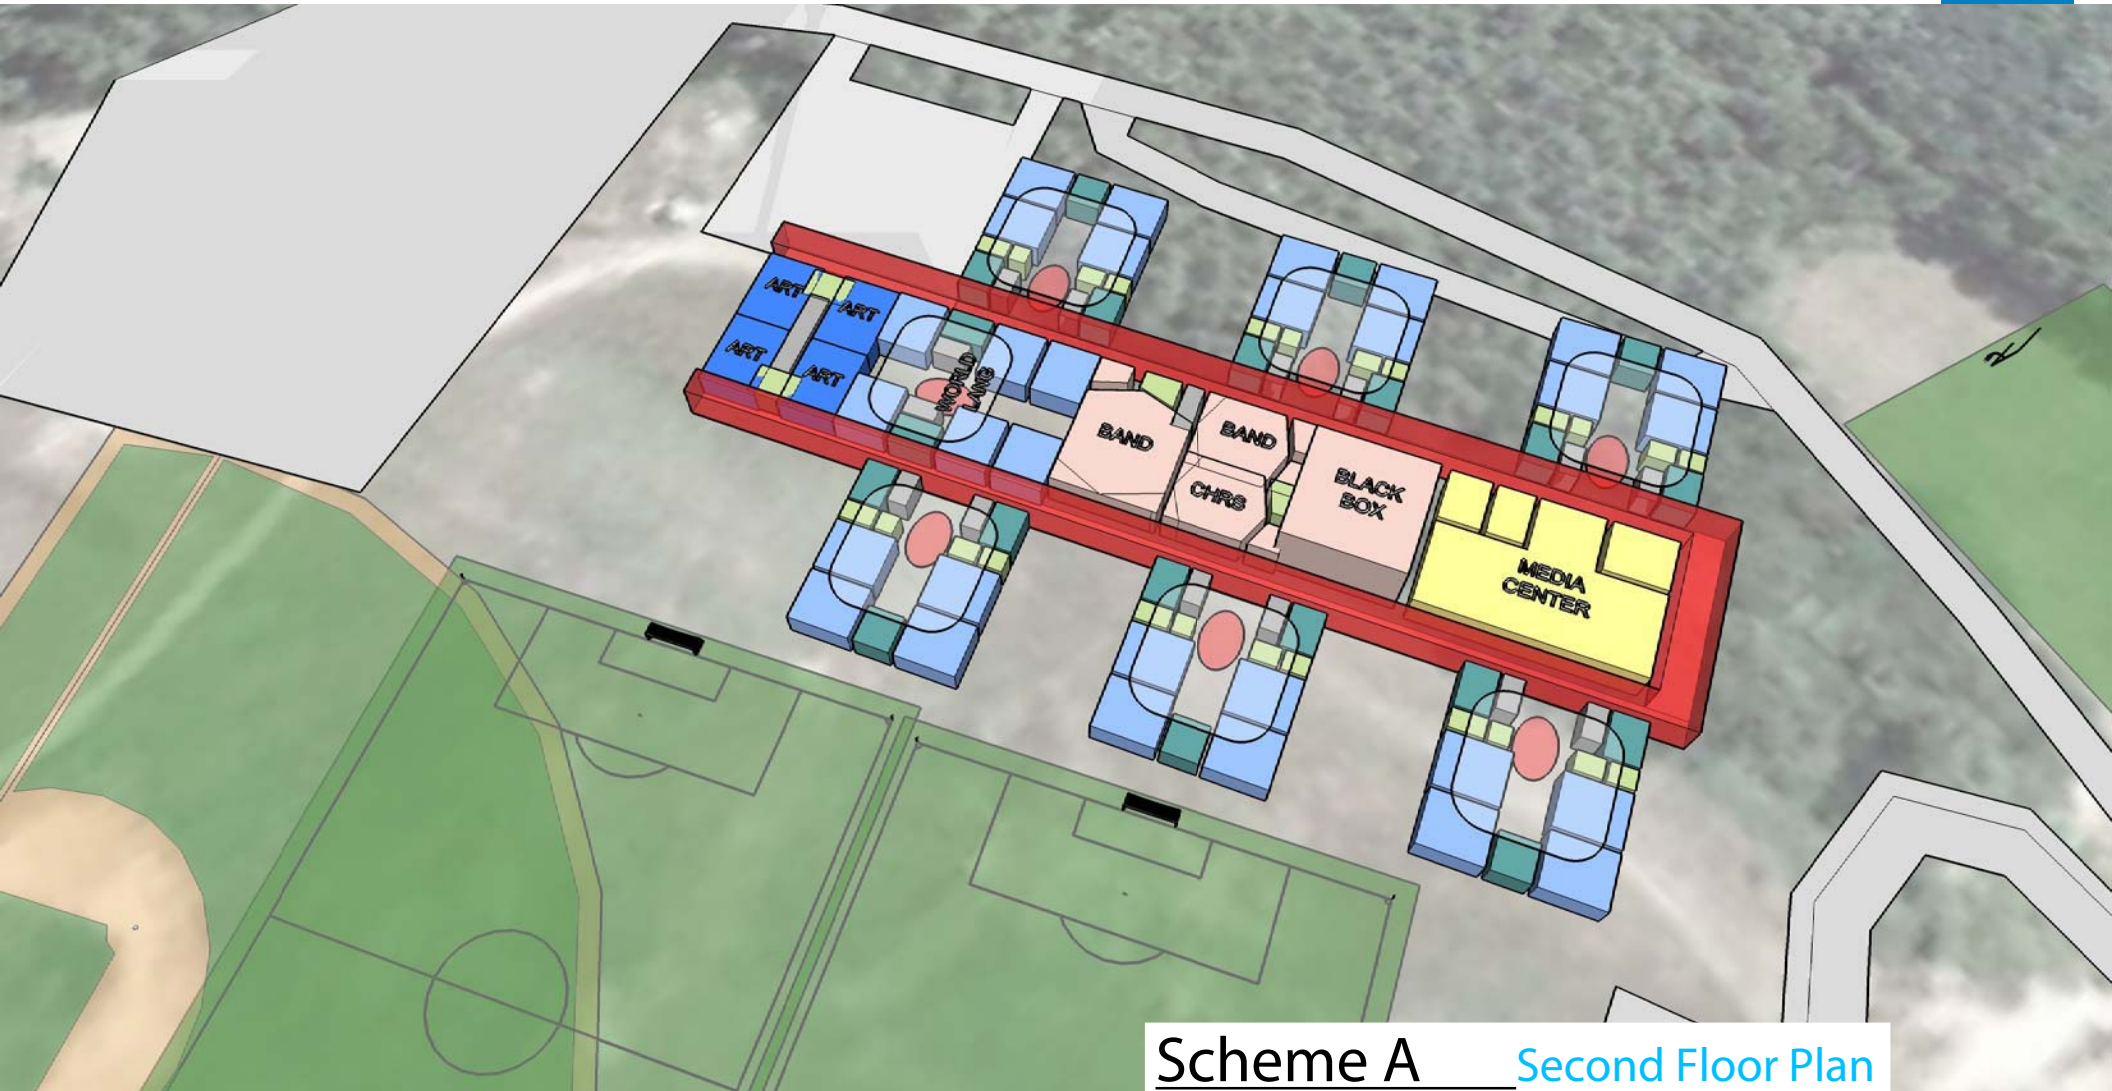 ART
ART
ART
ART
WORLD
LANG
BAND
BAND
CHRS
BLACK
BOX
MEDIA
CENTER
Scheme A
Second Floor Plan